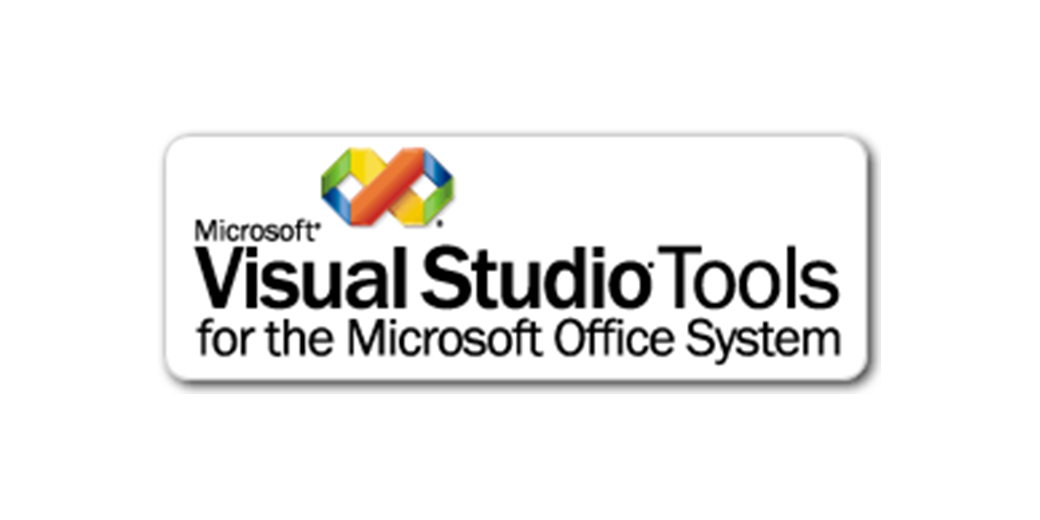 Microsoft®
Visual Studio Tools
for the Microsoft Office System